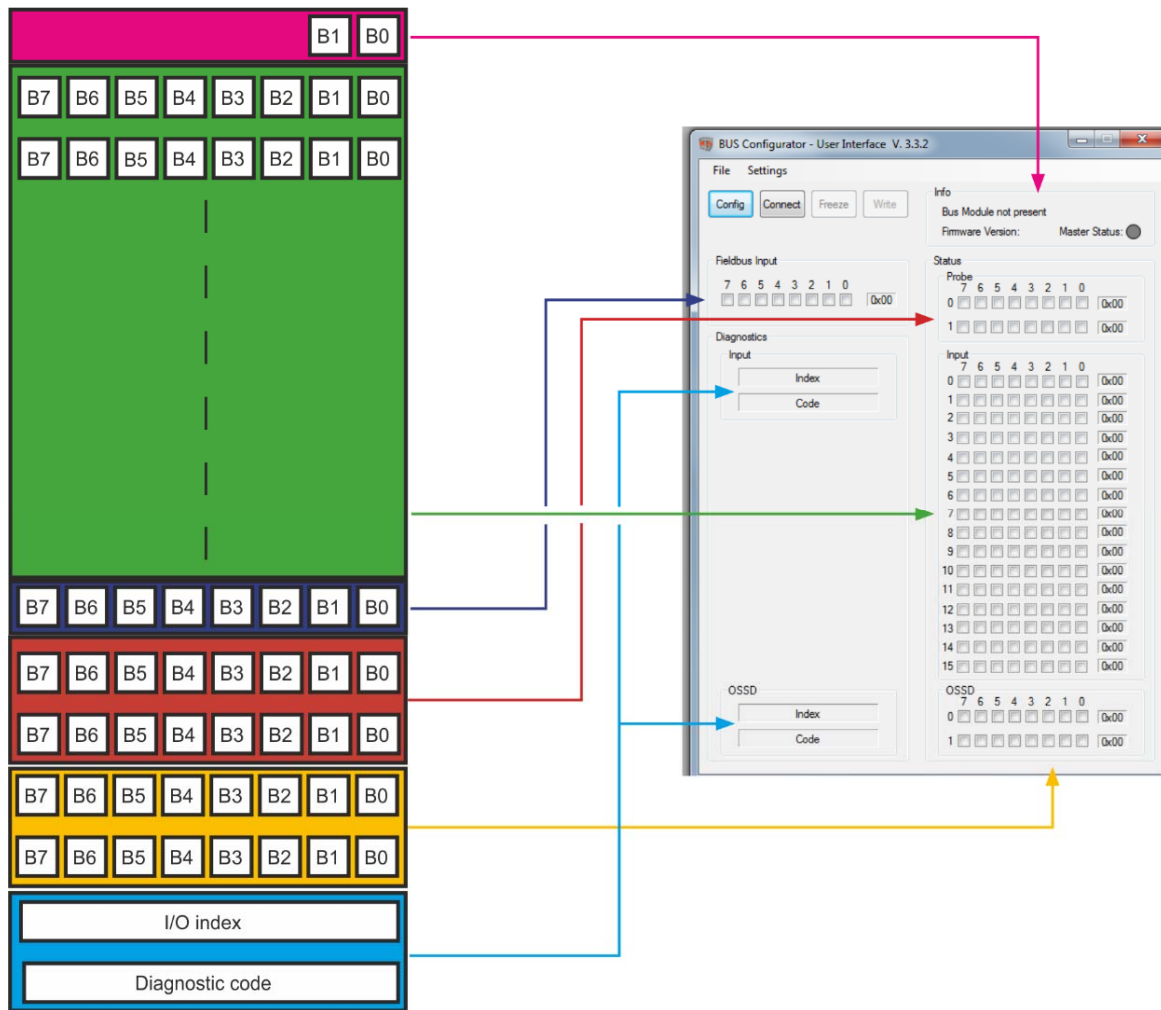 B1 B0
B7 B6 B5 B4 B3 B2 B1 B0
B7 B6 B5 B4 B3 B2 B1 B0
B7 B6 B5 B4 B3 B2 B1 B0
B7 B6 B5 B4 B3 B2 B1 B0
B7 B6 B5 B4 B3 B2 B1 B0
B7 B6 B5 B4 B3 B2 B1 B0
B7 B6 B5 B4 B3 B2 B1 B0
I/O index
Diagnostic code
BUS Configurator - User Interface V. 3.3.2
File Settings
Config Connect Freeze Write
Info
Bus Module not present
Firmware Version: Master Status:
Fieldbus Input
7 6 5 4 3 2 1 0
0x00
Diagnostics
Input
Index
Code
OSSD
Index
Code
Status
Probe
7 6 5 4 3 2 1 0
0 0x00
1 0x00
Input
7 6 5 4 3 2 1 0
0 0x00
1 0x00
2 0x00
3 0x00
4 0x00
5 0x00
6 0x00
7 0x00
8 0x00
9 0x00
10 0x00
11 0x00
12 0x00
13 0x00
14 0x00
15 0x00
OSSD
7 6 5 4 3 2 1 0
0 0x00
1 0x00